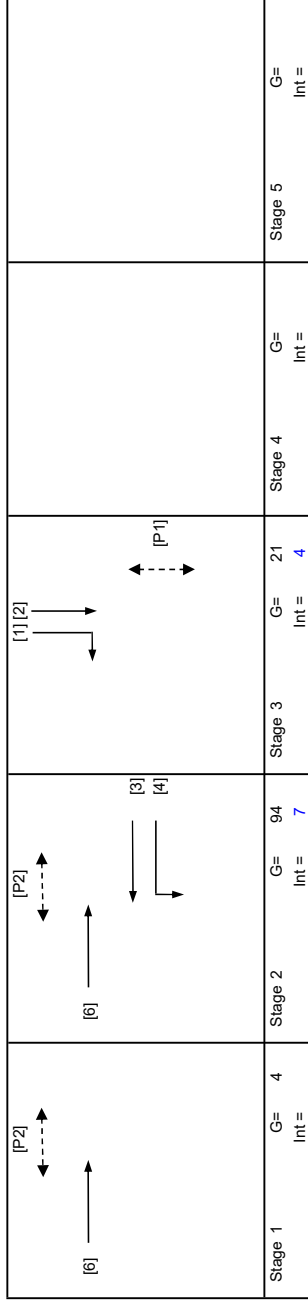 [P2]
[6]
Stage 1 G= 4
Int =
[P2]
[6]
[3]
[4]
Stage 2 G= 94
Int = 7
[1] [2]
[P1]
Stage 3 G= 21
Int = 4
Stage 4 G=
Int =
Stage 5 G=
Int =